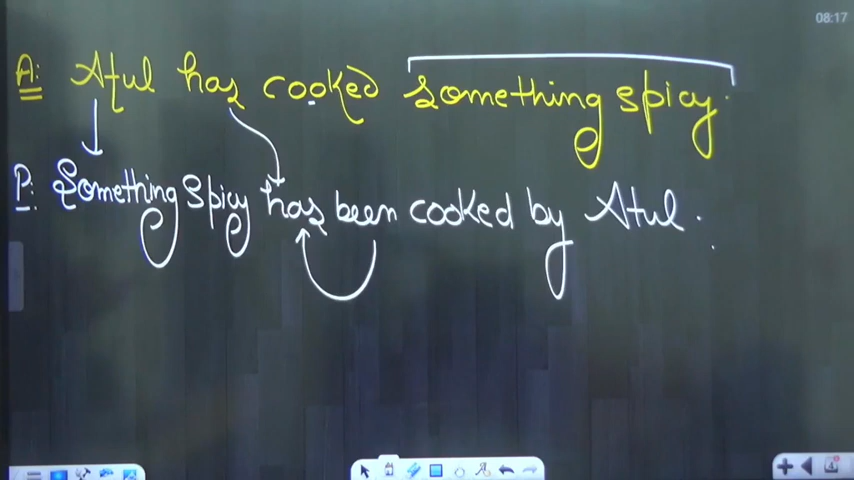 08:17
A: Atul has cooked something spicy.
P: Something Spicy has been cooked by Atul.